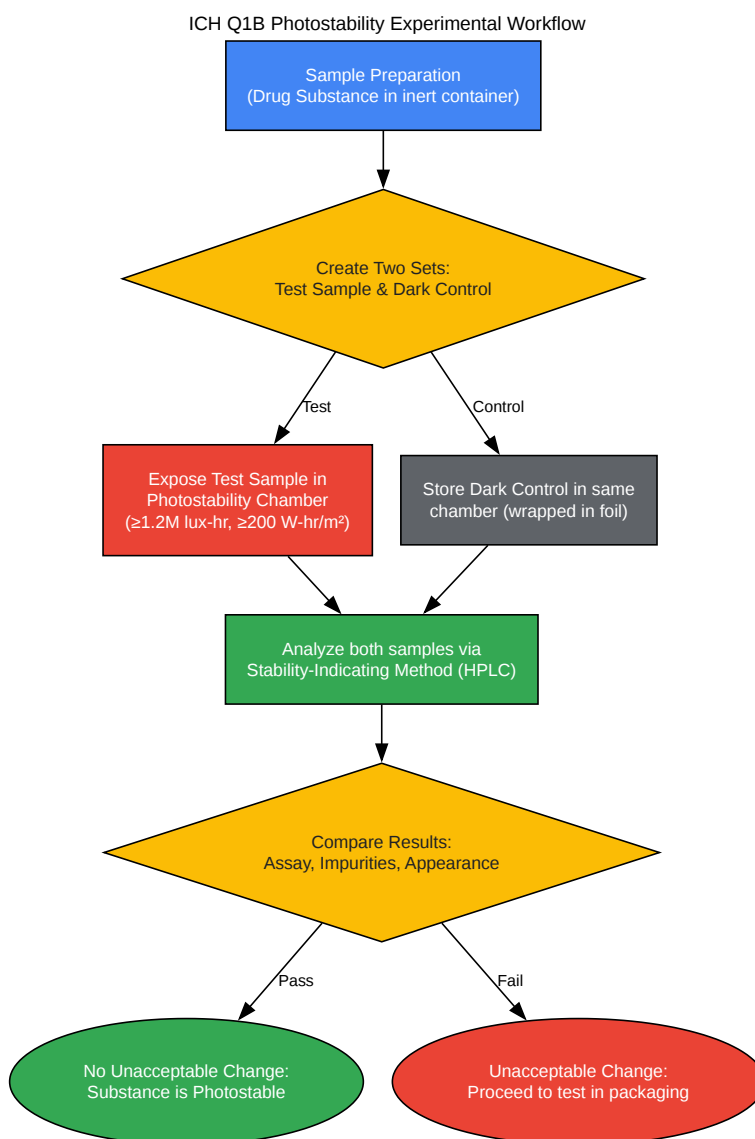 ICH Q1B Photostability Experimental Workflow
Sample Preparation
(Drug Substance in inert container)
Create Two Sets:
Test Sample & Dark Control
Test
Control
Expose Test Sample in
Photostability Chamber
(≥1.2M lux-hr, ≥200 W-hr/m²)
Store Dark Control in same
chamber (wrapped in foil)
Analyze both samples via
Stability-Indicating Method (HPLC)
Compare Results:
Assay, Impurities, Appearance
Pass
Fail
No Unacceptable Change:
Substance is Photostable
Unacceptable Change:
Proceed to test in packaging